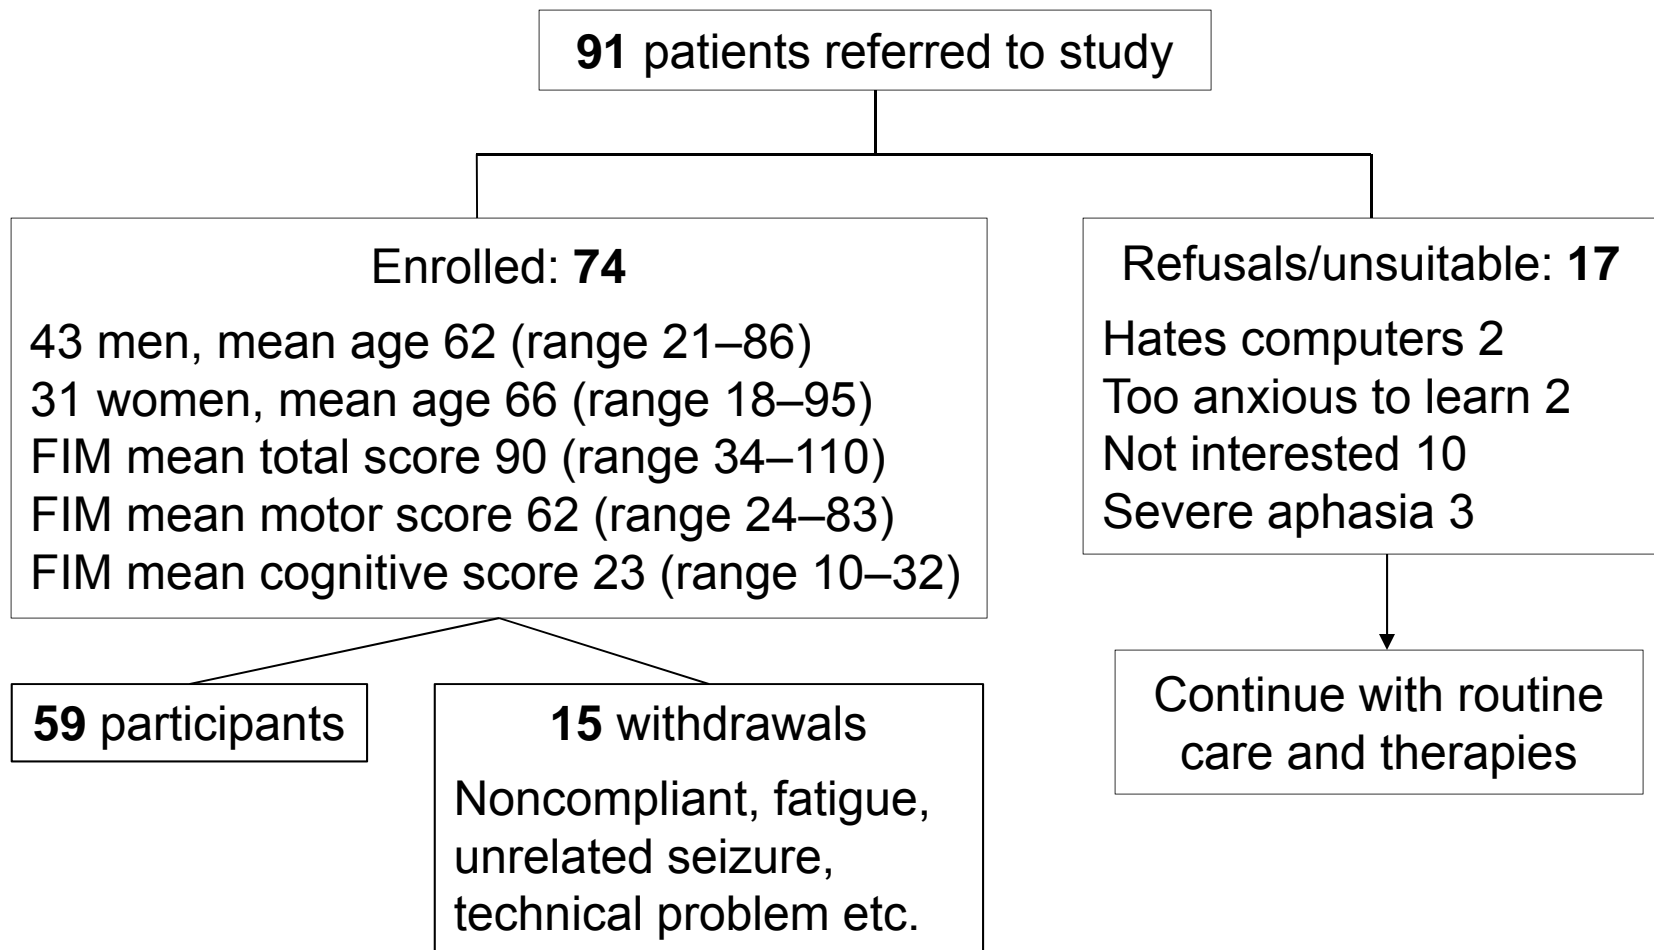 91 patients referred to study
Enrolled: 74
43 men, mean age 62 (range 21–86)
31 women, mean age 66 (range 18–95)
FIM mean total score 90 (range 34–110)
FIM mean motor score 62 (range 24–83)
FIM mean cognitive score 23 (range 10–32)
Refusals/unsuitable: 17
Hates computers 2
Too anxious to learn 2
Not interested 10
Severe aphasia 3
59 participants
15 withdrawals
Noncompliant, fatigue,
unrelated seizure,
technical problem etc.
Continue with routine
care and therapies